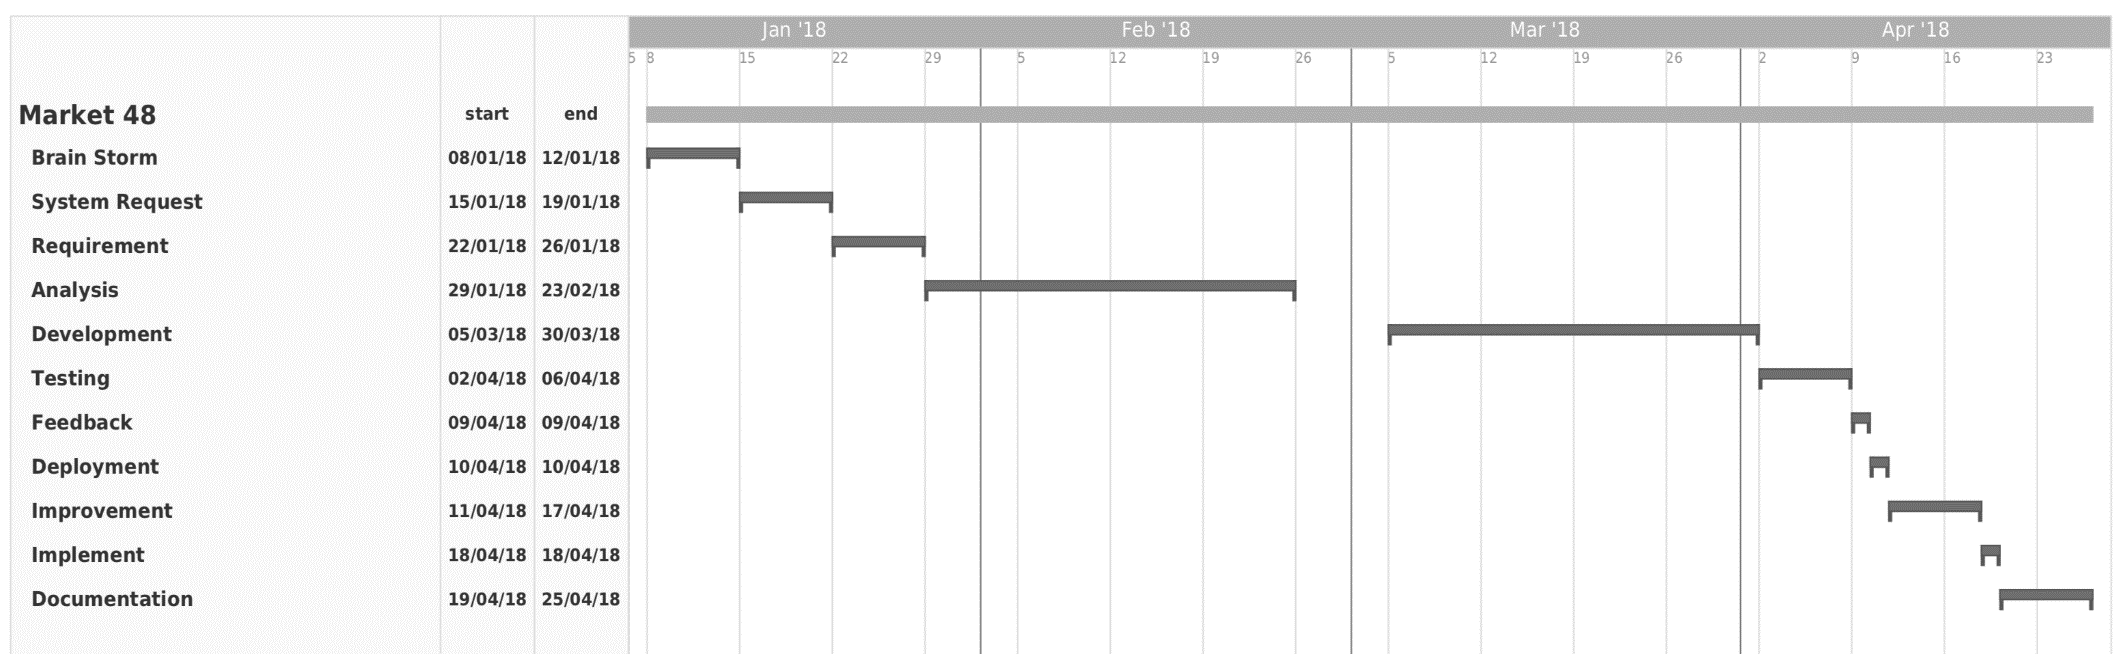 Jan '18 Feb '18 Mar '18 Apr '18
5 8 15 22 29 5 12 19 26 5 12 19 26 2 9 16 23
Market 48 start end
Brain Storm 08/01/18 12/01/18
System Request 15/01/18 19/01/18
Requirement 22/01/18 26/01/18
Analysis 29/01/18 23/02/18
Development 05/03/18 30/03/18
Testing 02/04/18 06/04/18
Feedback 09/04/18 09/04/18
Deployment 10/04/18 10/04/18
Improvement 11/04/18 17/04/18
Implement 18/04/18 18/04/18
Documentation 19/04/18 25/04/18